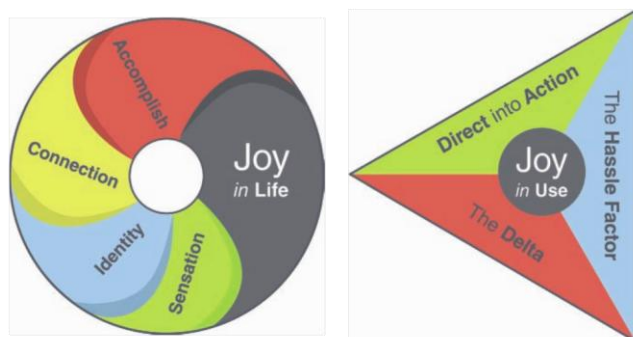 Accomplish
Connection
Identity
Sensation
Joy
in Life
Direct into Action
The Hassle Factor
The Delta
Joy
in Use